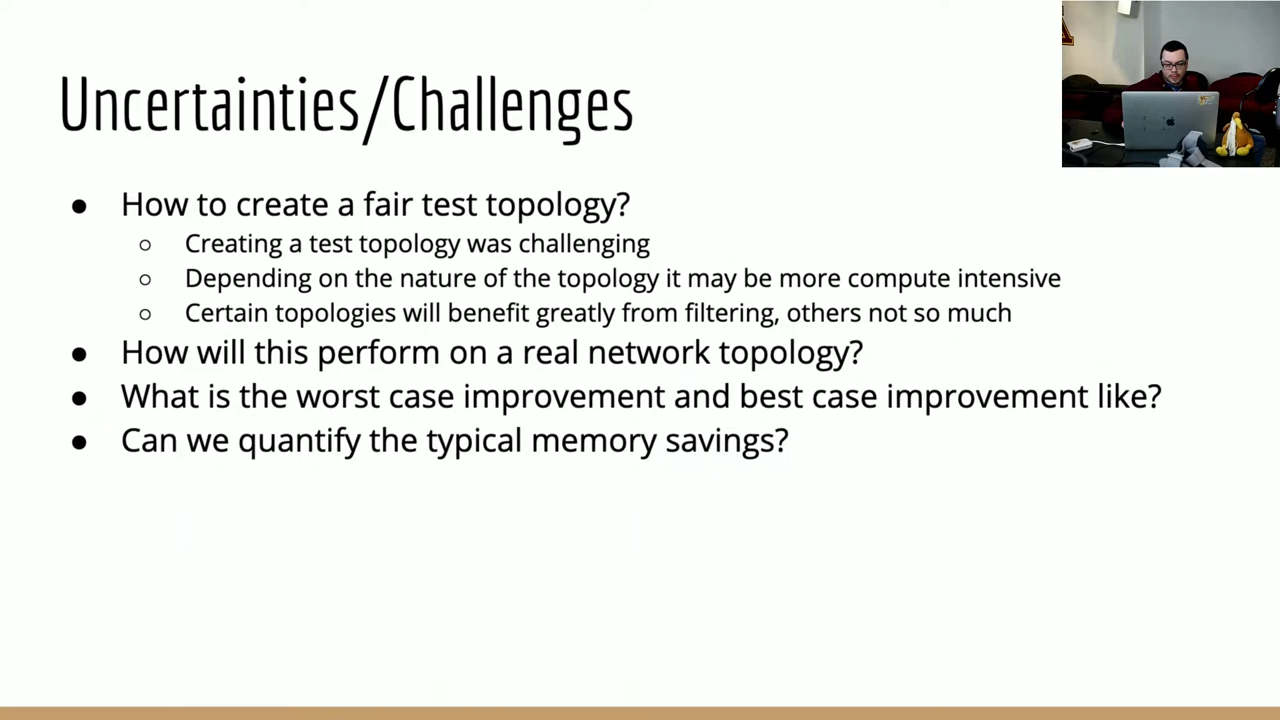 Uncertainties/Challenges
● How to create a fair test topology?
○ Creating a test topology was challenging
○ Depending on the nature of the topology it may be more compute intensive
○ Certain topologies will benefit greatly from filtering, others not so much
● How will this perform on a real network topology?
● What is the worst case improvement and best case improvement like?
● Can we quantify the typical memory savings?